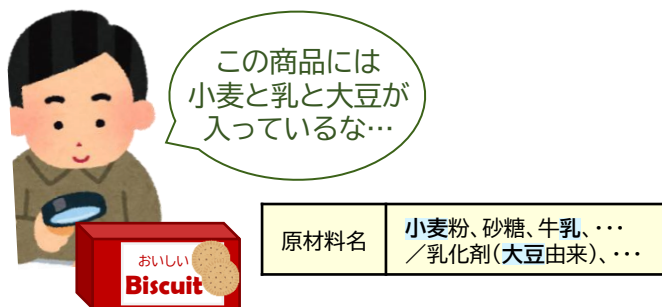 この商品には
小麦と乳と大豆が
入っているな…
原材料名
小麦粉、砂糖、牛乳、・・・
／乳化剤(大豆由来)、・・・
おいしい
Biscuit